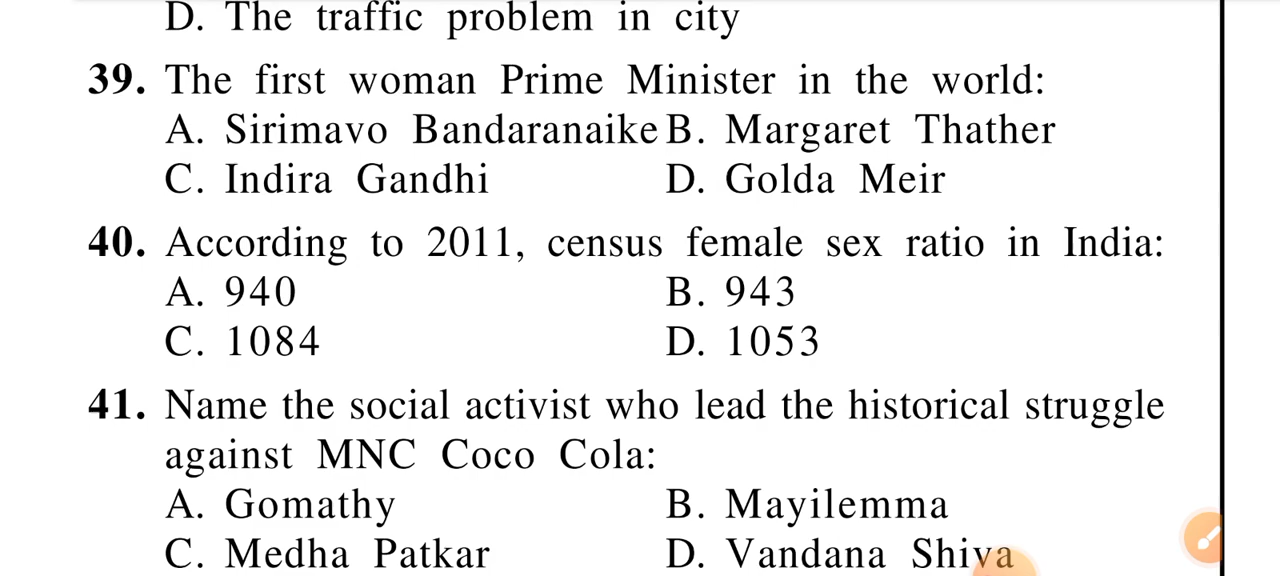 D. The traffic problem in city
39. The first woman Prime Minister in the world:
A. Sirimavo Bandaranaike B. Margaret Thather
C. Indira Gandhi D. Golda Meir
40. According to 2011, census female sex ratio in India:
A. 940 B. 943
C. 1084 D. 1053
41. Name the social activist who lead the historical struggle
against MNC Coco Cola:
A. Gomathy B. Mayilemma
C. Medha Patkar D. Vandana Shiva